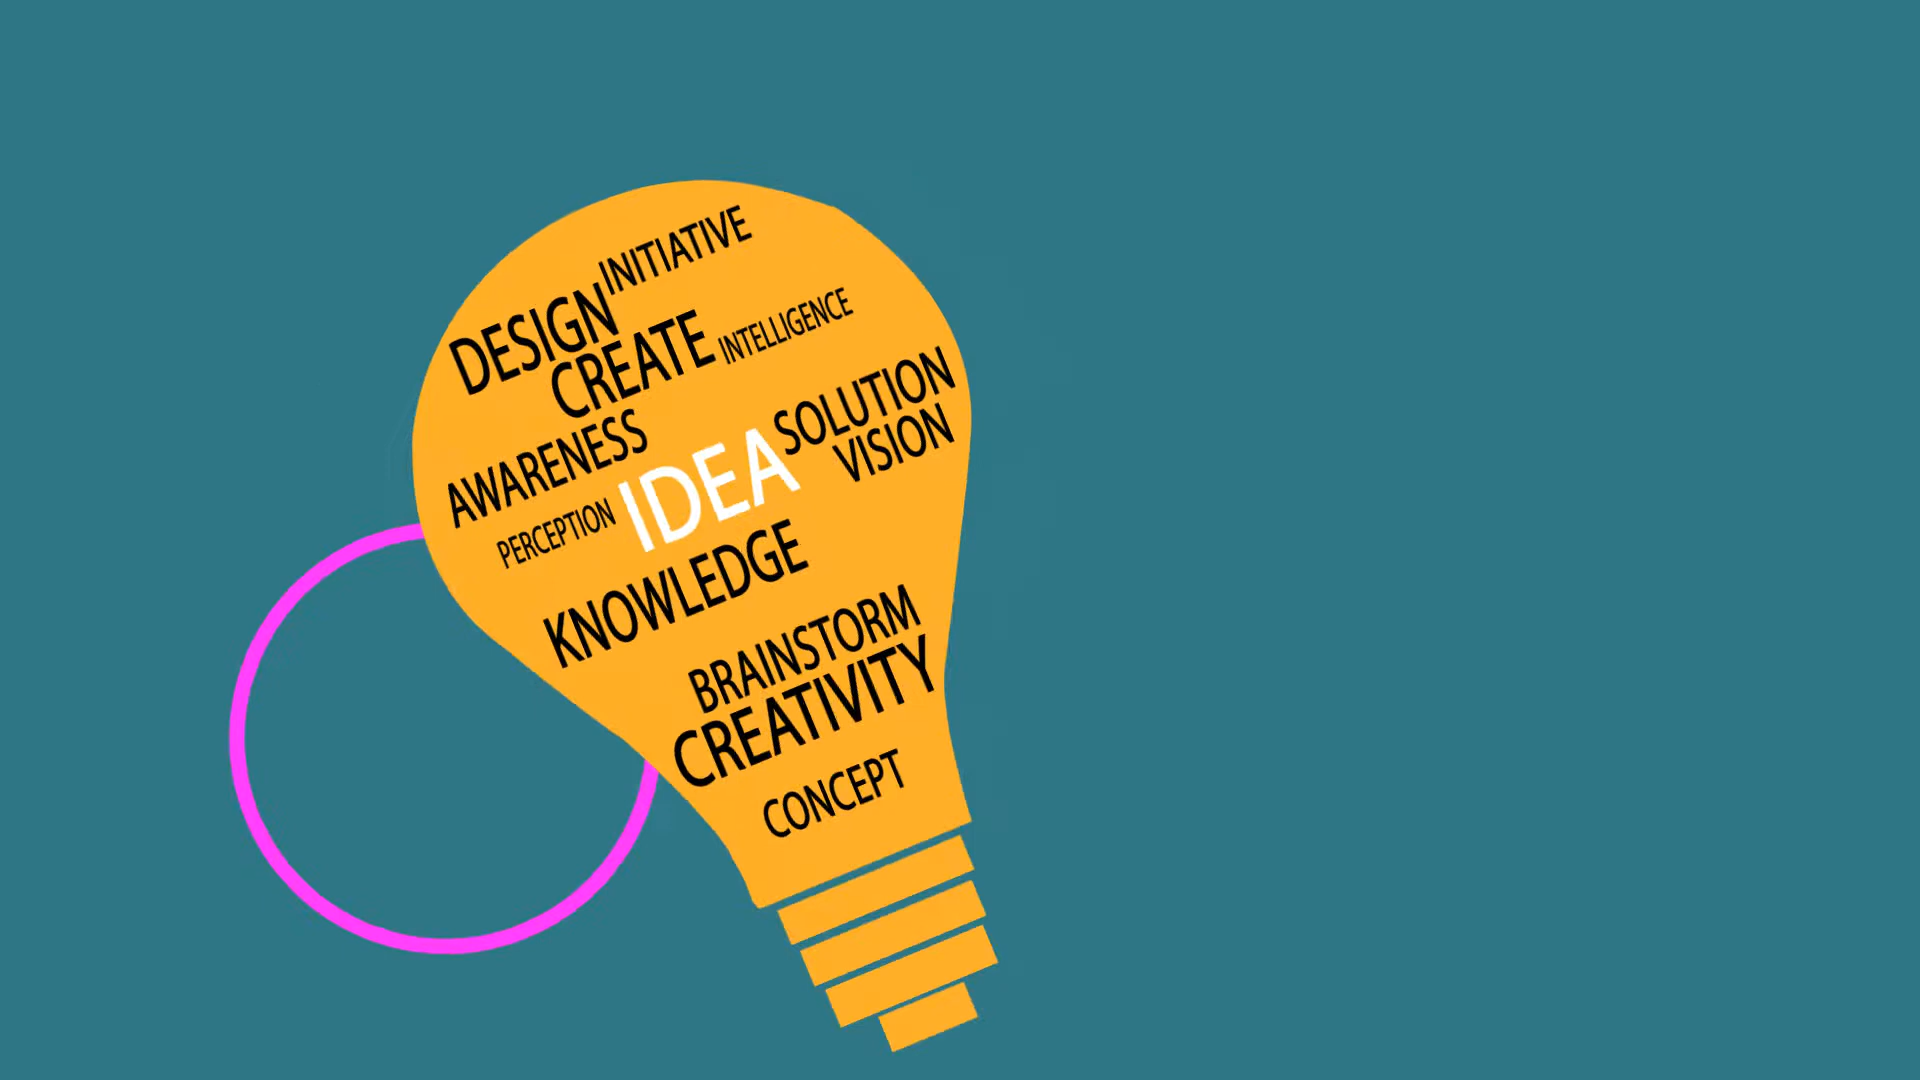 INITIATIVE
DESIGN
CREATE
INTELLIGENCE
SOLUTION
VISION
AWARENESS
IDEA
PERCEPTION
KNOWLEDGE
BRAINSTORM
CREATIVITY
CONCEPT